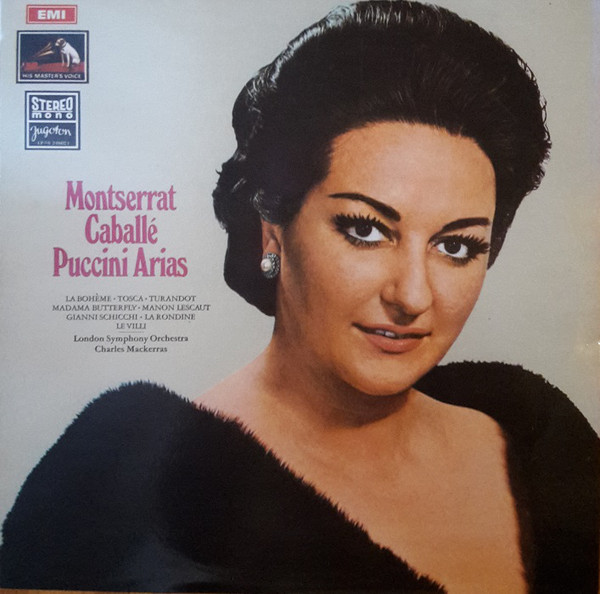 EMI
HIS MASTER'S VOICE
STEREO
mono
Jugoton
Montserrat
Caballé
Puccini Arias
LA BOHÈME · TOSCA · TURANDOT
MADAMA BUTTERFLY · MANON LESCAUT
GIANNI SCHICCHI · LA RONDINE
LE VILLI
London Symphony Orchestra
Charles Mackerras